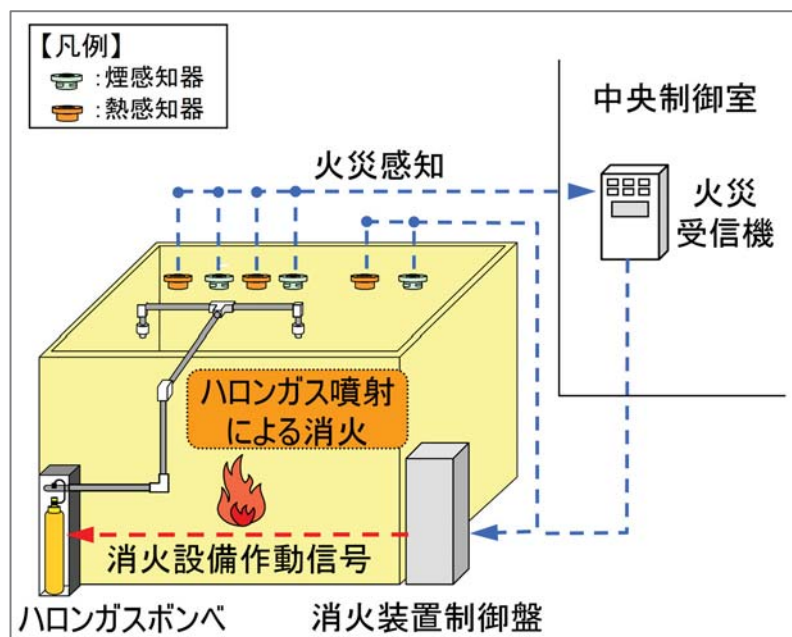 【凡例】
:煙感知器
:熱感知器
中央制御室
火災感知
火災
受信機
ハロンガス噴射
による消火
消火設備作動信号
ハロンガスボンベ
消火装置制御盤